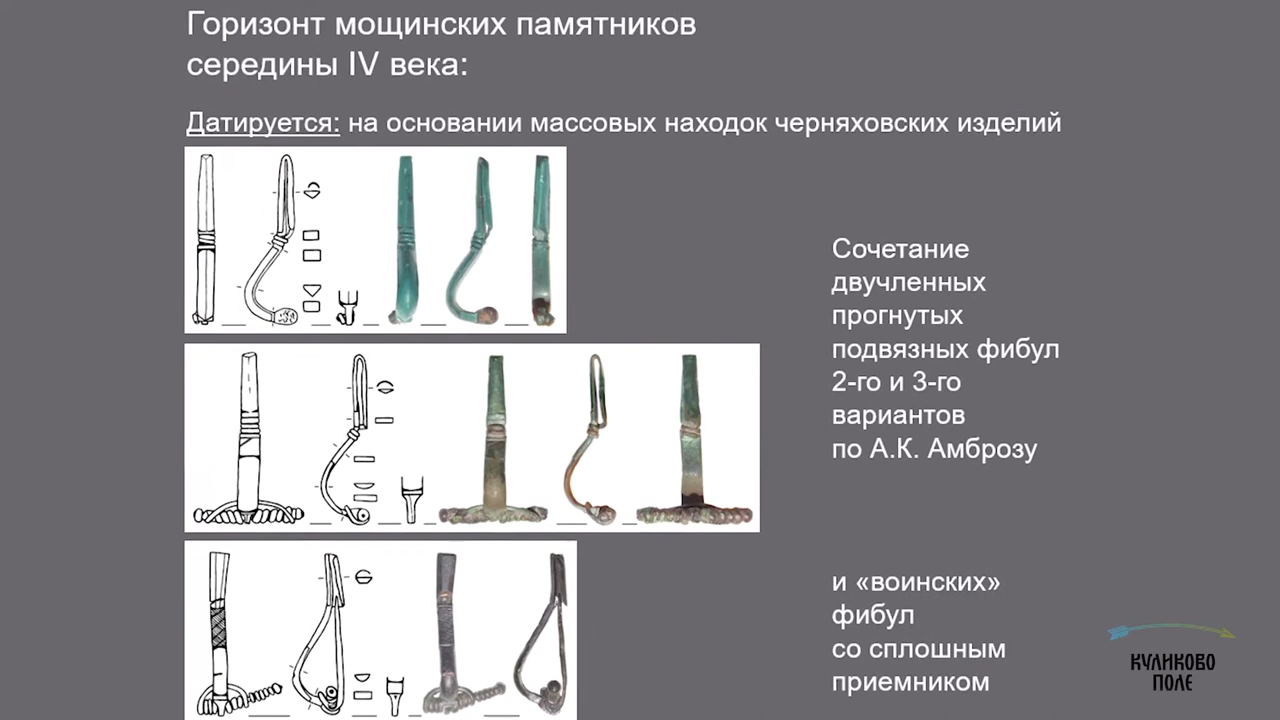 Горизонт мощинских памятников
середины IV века:
Датируется: на основании массовых находок черняховских изделий
Сочетание
двучленных
прогнутых
подвязных фибул
2-го и 3-го
вариантов
по А.К. Амброзу
и «воинских»
фибул
со сплошным
приемником
КУЛИКОВО
ПОЛЕ